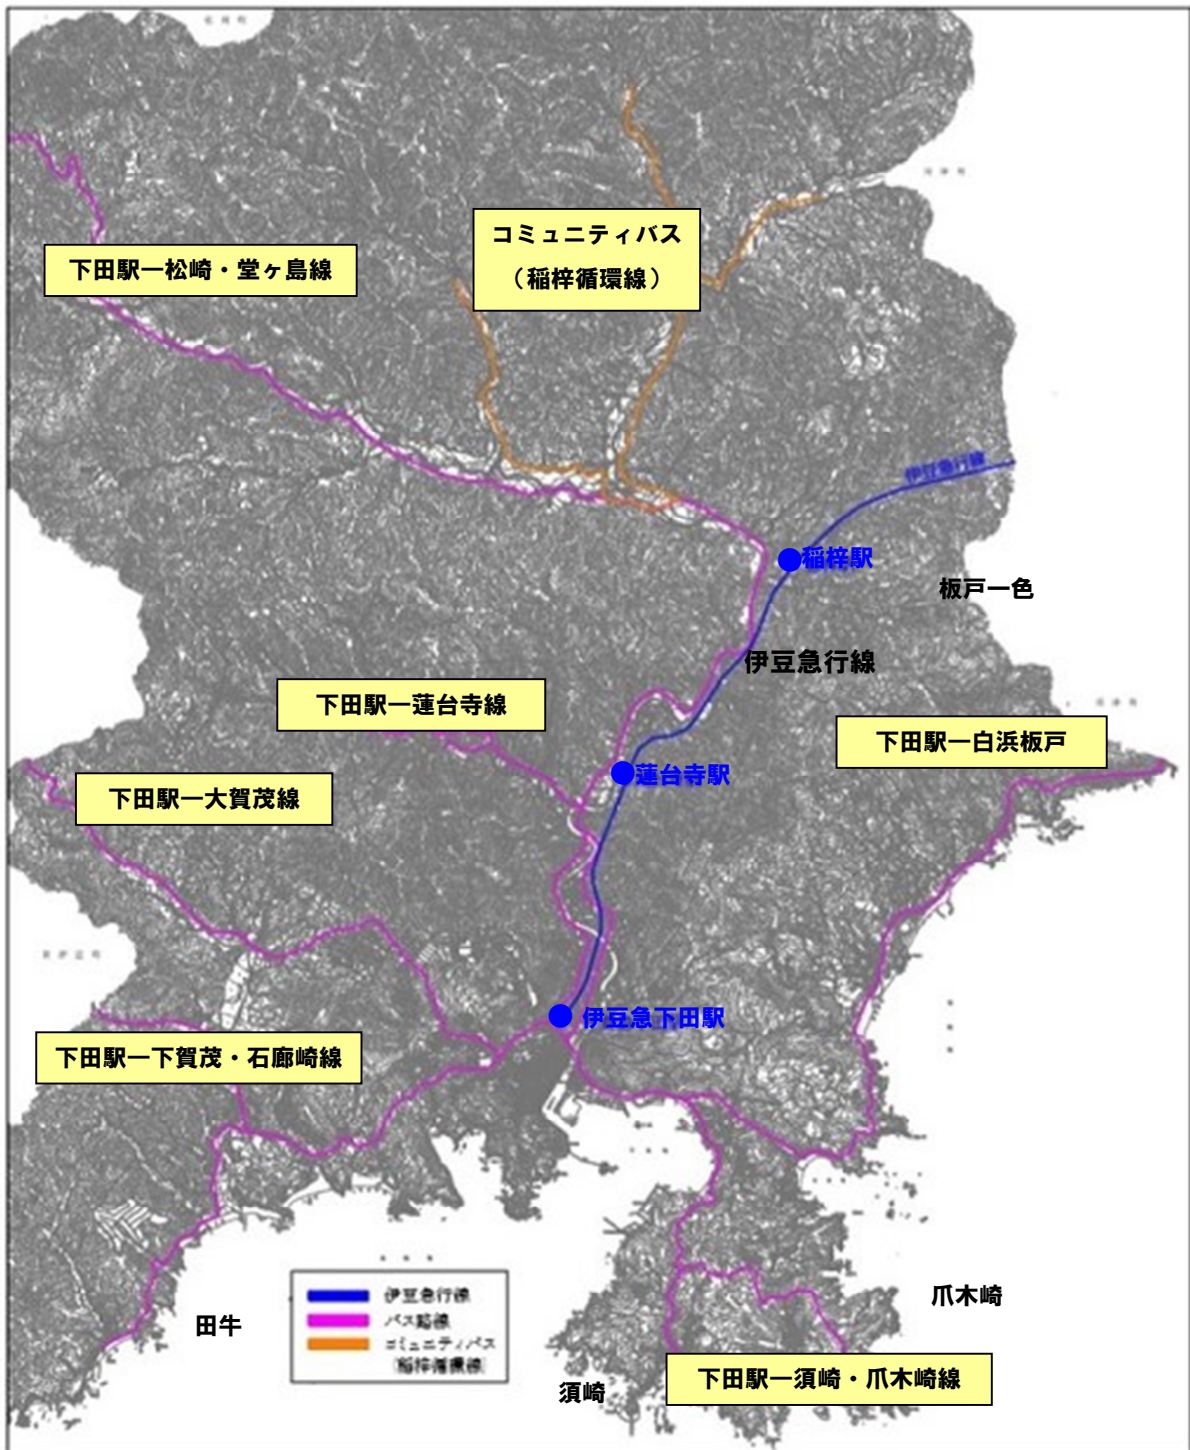 コミュニティバス
（稲梓循環線）
下田駅―松崎・堂ヶ島線
伊豆急行線
稲梓駅
板戸一色
伊豆急行線
下田駅―蓮台寺線
下田駅―白浜板戸
蓮台寺駅
下田駅―大賀茂線
伊豆急下田駅
下田駅―下賀茂・石廊崎線
伊豆急行線
バス路線
コミュニティバス
(稲梓循環線)
爪木崎
田牛
下田駅―須崎・爪木崎線
須崎